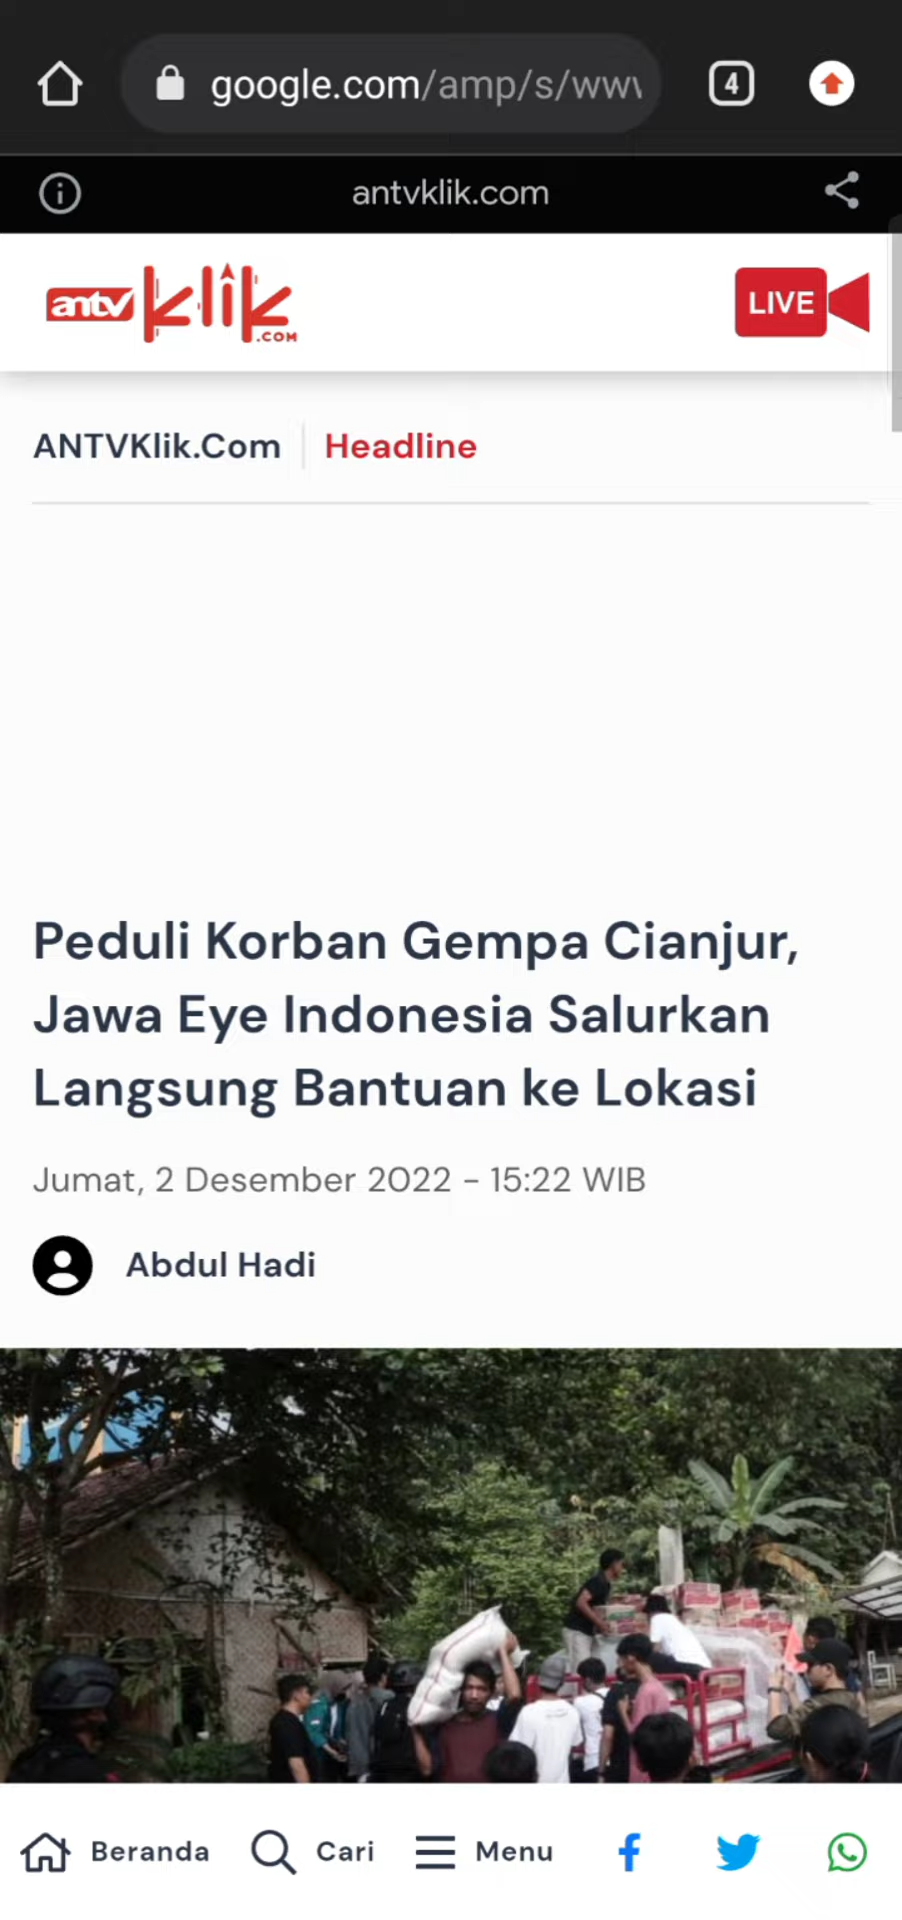 google.com/amp/s/www
4
antvklik.com
antv klik
.COM
LIVE
ANTVKlik.Com
Headline
Peduli Korban Gempa Cianjur,
Jawa Eye Indonesia Salurkan
Langsung Bantuan ke Lokasi
Jumat, 2 Desember 2022 - 15:22 WIB
Abdul Hadi
Beranda
Cari
Menu